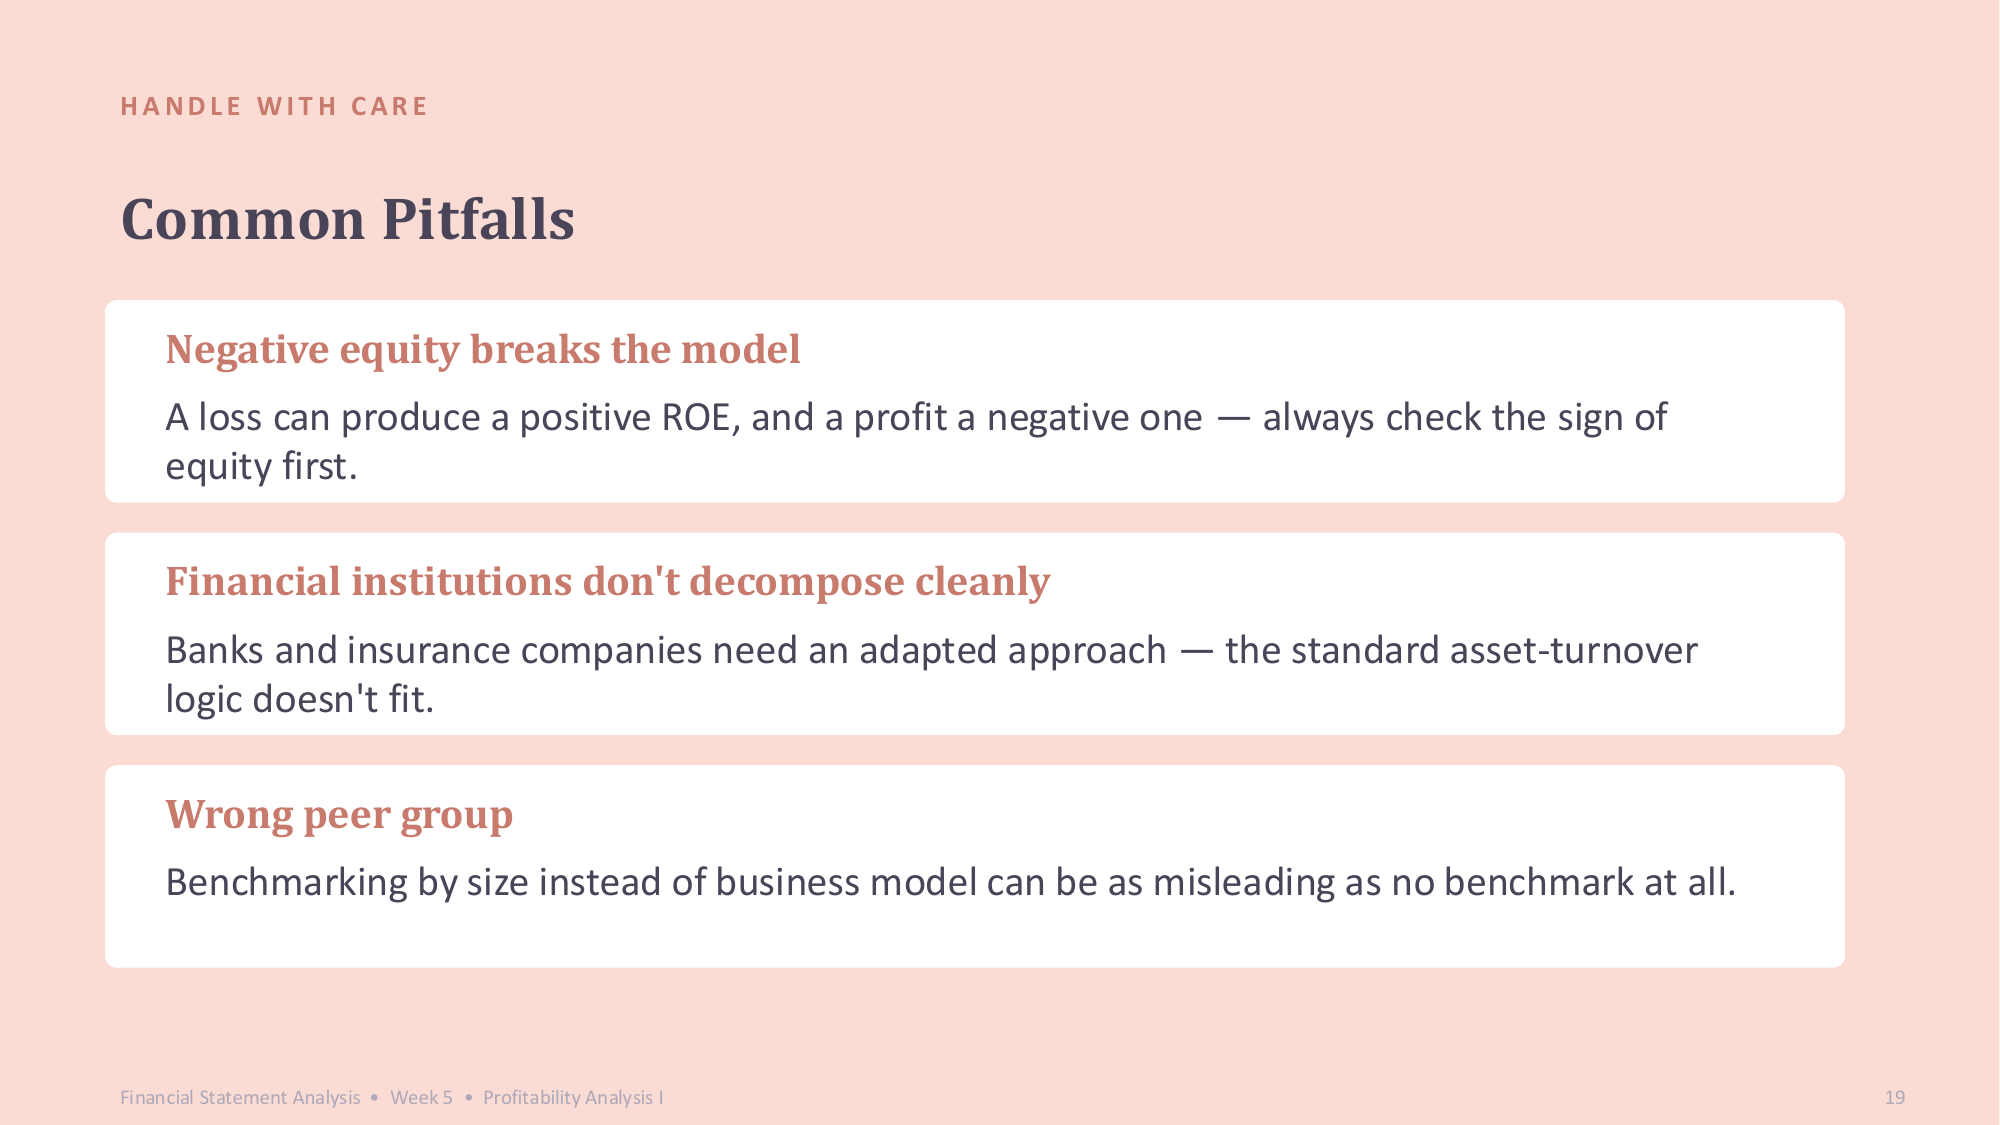 HANDLE WITH CARE
Common Pitfalls
Negative equity breaks the model
A loss can produce a positive ROE, and a profit a negative one — always check the sign of
equity first.
Financial institutions don't decompose cleanly
Banks and insurance companies need an adapted approach — the standard asset-turnover
logic doesn't fit.
Wrong peer group
Benchmarking by size instead of business model can be as misleading as no benchmark at all.
Financial Statement Analysis • Week 5 • Profitability Analysis I
19